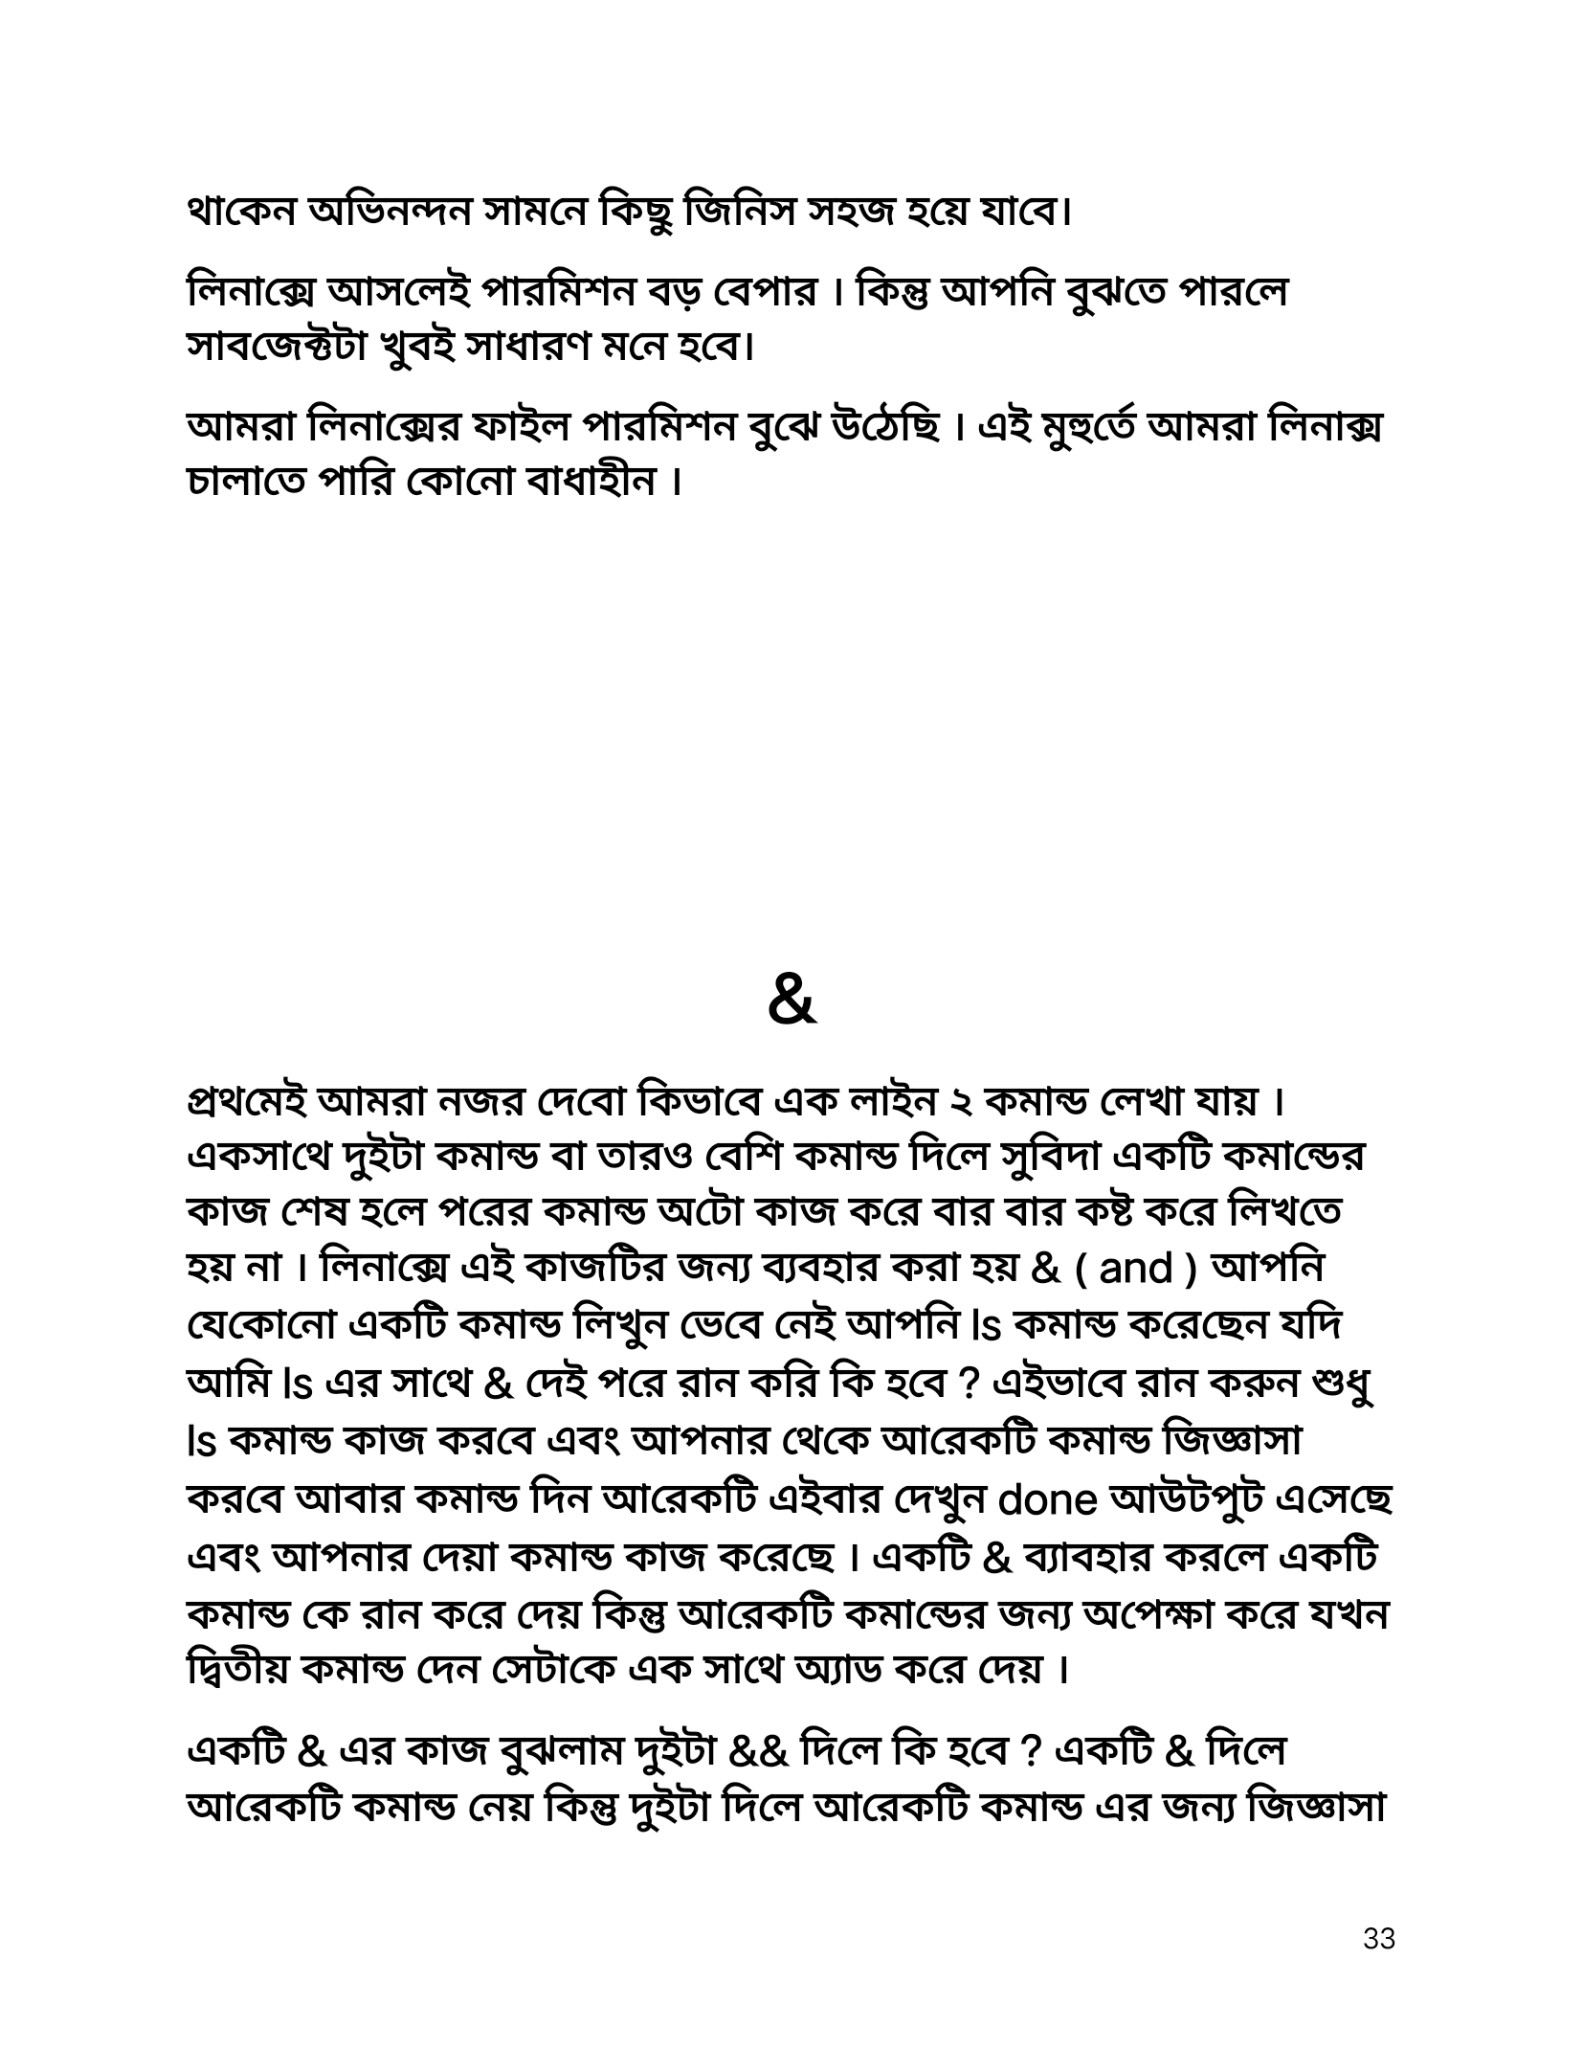 থাকেন অভিনন্দন সামনে কিছু জিনিস সহজ হয়ে যাবে।
লিনাক্সে আসলেই পারমিশন বড় বেপার । কিন্তু আপনি বুঝতে পারলে
সাবজেক্টটা খুবই সাধারণ মনে হবে।
আমরা লিনাক্সের ফাইল পারমিশন বুঝে উঠেছি । এই মুহুর্তে আমরা লিনাক্স
চালাতে পারি কোনো বাধাহীন ।
&
প্রথমেই আমরা নজর দেবো কিভাবে এক লাইন ২ কমান্ড লেখা যায় ।
একসাথে দুইটা কমান্ড বা তারও বেশি কমান্ড দিলে সুবিদা একটি কমান্ডের
কাজ শেষ হলে পরের কমান্ড অটো কাজ করে বার বার কষ্ট করে লিখতে
হয় না । লিনাক্সে এই কাজটির জন্য ব্যবহার করা হয় & ( and ) আপনি
যেকোনো একটি কমান্ড লিখুন ভেবে নেই আপনি ls কমান্ড করেছেন যদি
আমি ls এর সাথে & দেই পরে রান করি কি হবে ? এইভাবে রান করুন শুধু
ls কমান্ড কাজ করবে এবং আপনার থেকে আরেকটি কমান্ড জিজ্ঞাসা
করবে আবার কমান্ড দিন আরেকটি এইবার দেখুন done আউটপুট এসেছে
এবং আপনার দেয়া কমান্ড কাজ করেছে । একটি & ব্যাবহার করলে একটি
কমান্ড কে রান করে দেয় কিন্তু আরেকটি কমান্ডের জন্য অপেক্ষা করে যখন
দ্বিতীয় কমান্ড দেন সেটাকে এক সাথে অ্যাড করে দেয় ।
একটি & এর কাজ বুঝলাম দুইটা && দিলে কি হবে ? একটি & দিলে
আরেকটি কমান্ড নেয় কিন্তু দুইটা দিলে আরেকটি কমান্ড এর জন্য জিজ্ঞাসা
33